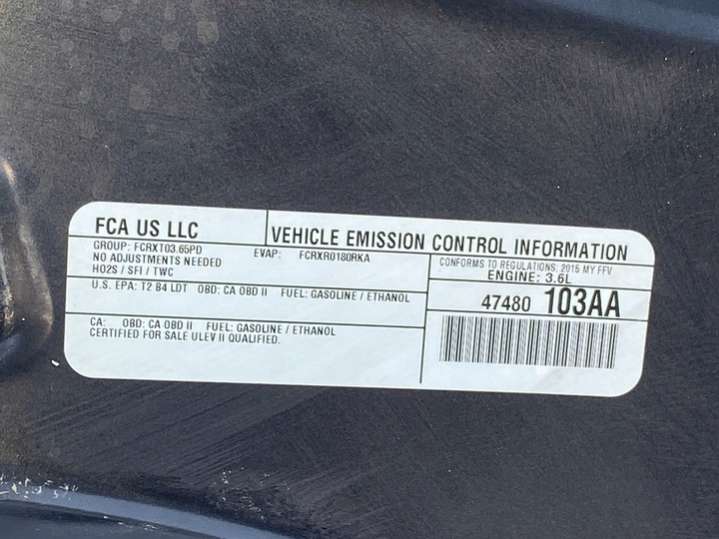 FCA US LLC
VEHICLE EMISSION CONTROL INFORMATION
GROUP: FCRXT03.65PD EVAP: FCRXR0180RKA
NO ADJUSTMENTS NEEDED
HO2S / SFI / TWC
CONFORMS TO REGULATIONS: 2015 MY FFV
ENGINE: 3.6L
U.S. EPA: T2 B4 LDT OBD: CA OBD II FUEL: GASOLINE / ETHANOL
47480 103AA
CA: OBD: CA OBD II FUEL: GASOLINE / ETHANOL
CERTIFIED FOR SALE ULEV II QUALIFIED.